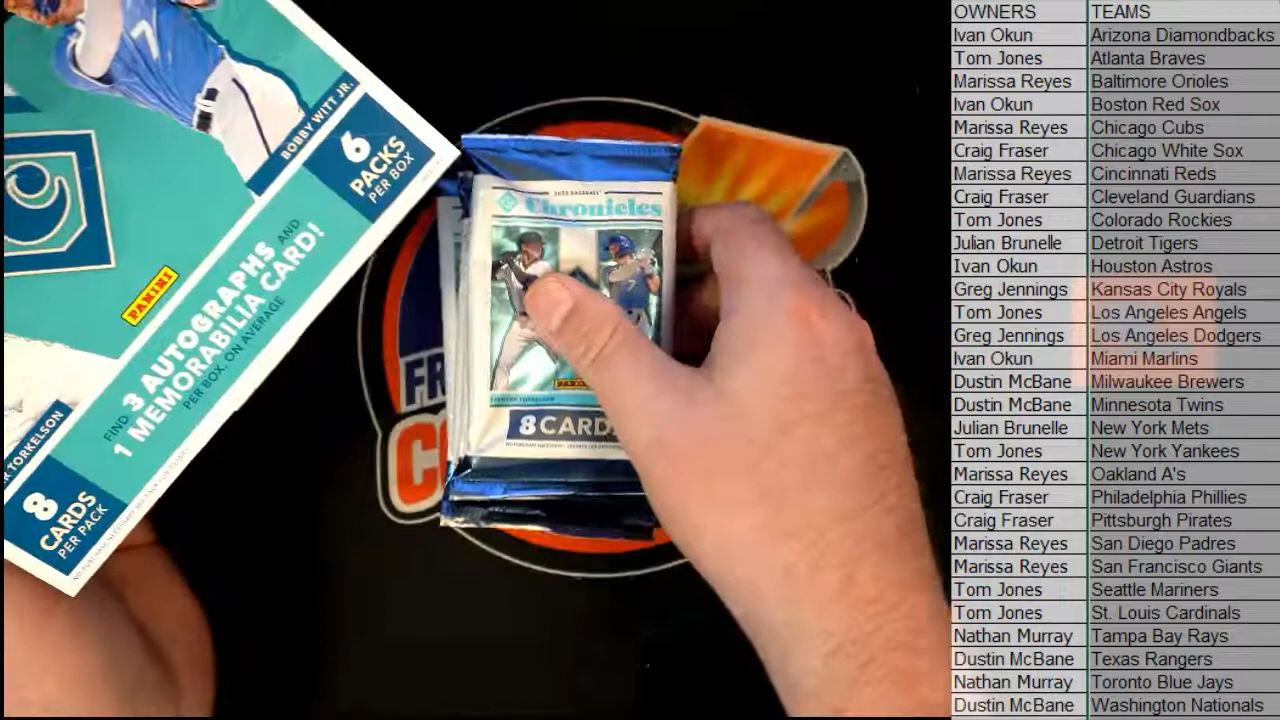 7
BOBBY WITT JR.
6
PACKS
PER BOX
FIND 3 AUTOGRAPHS AND
1 MEMORABILIA CARD!
PER BOX, ON AVERAGE
PANINI
TORKELSON
8
CARDS
PER PACK
Chronicles
7
8 CARD
FR
CO
OWNERS TEAMS
Ivan Okun Arizona Diamondbacks
Tom Jones Atlanta Braves
Marissa Reyes Baltimore Orioles
Ivan Okun Boston Red Sox
Marissa Reyes Chicago Cubs
Craig Fraser Chicago White Sox
Marissa Reyes Cincinnati Reds
Craig Fraser Cleveland Guardians
Tom Jones Colorado Rockies
Julian Brunelle Detroit Tigers
Ivan Okun Houston Astros
Greg Jennings Kansas City Royals
Tom Jones Los Angeles Angels
Greg Jennings Los Angeles Dodgers
Ivan Okun Miami Marlins
Dustin McBane Milwaukee Brewers
Dustin McBane Minnesota Twins
Julian Brunelle New York Mets
Tom Jones New York Yankees
Marissa Reyes Oakland A's
Craig Fraser Philadelphia Phillies
Craig Fraser Pittsburgh Pirates
Marissa Reyes San Diego Padres
Marissa Reyes San Francisco Giants
Tom Jones Seattle Mariners
Tom Jones St. Louis Cardinals
Nathan Murray Tampa Bay Rays
Dustin McBane Texas Rangers
Nathan Murray Toronto Blue Jays
Dustin McBane Washington Nationals